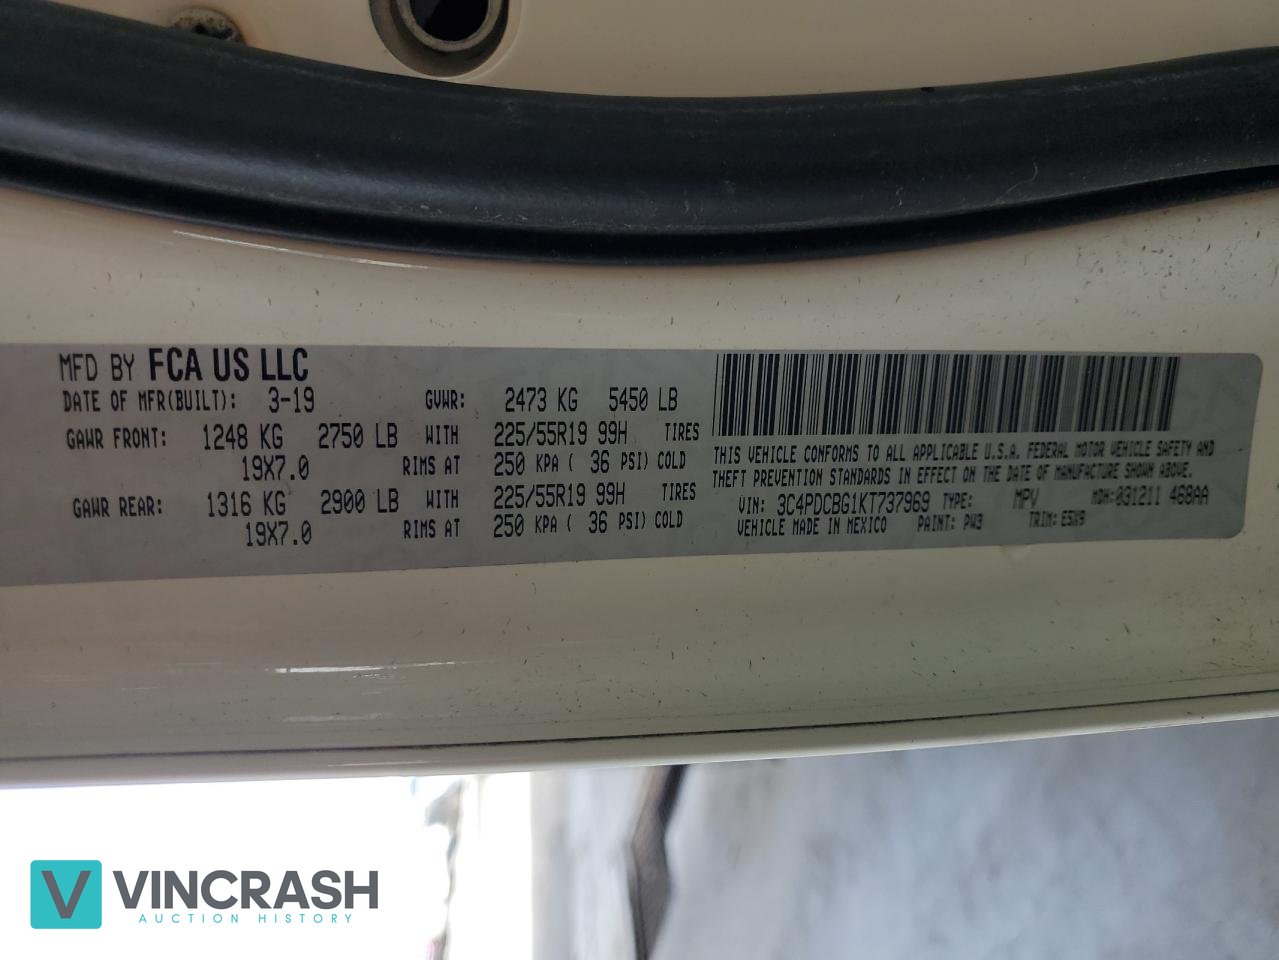 MFD BY FCA US LLC
DATE OF MFR(BUILT): 3-19 GVWR: 2473 KG 5450 LB
GAWR FRONT: 1248 KG 2750 LB WITH 225/55R19 99H TIRES
19X7.0 RIMS AT 250 KPA ( 36 PSI) COLD
GAWR REAR: 1316 KG 2900 LB WITH 225/55R19 99H TIRES
19X7.0 RIMS AT 250 KPA ( 36 PSI) COLD
THIS VEHICLE CONFORMS TO ALL APPLICABLE U.S.A. FEDERAL MOTOR VEHICLE SAFETY AND
THEFT PREVENTION STANDARDS IN EFFECT ON THE DATE OF MANUFACTURE SHOWN ABOVE.
VIN: 3C4PDCBG1KT737969 TYPE: MPV MDH: 031211 468AA
VEHICLE MADE IN MEXICO PAINT: PW3 TRIM: E5X9
V VINCRASH
AUCTION HISTORY